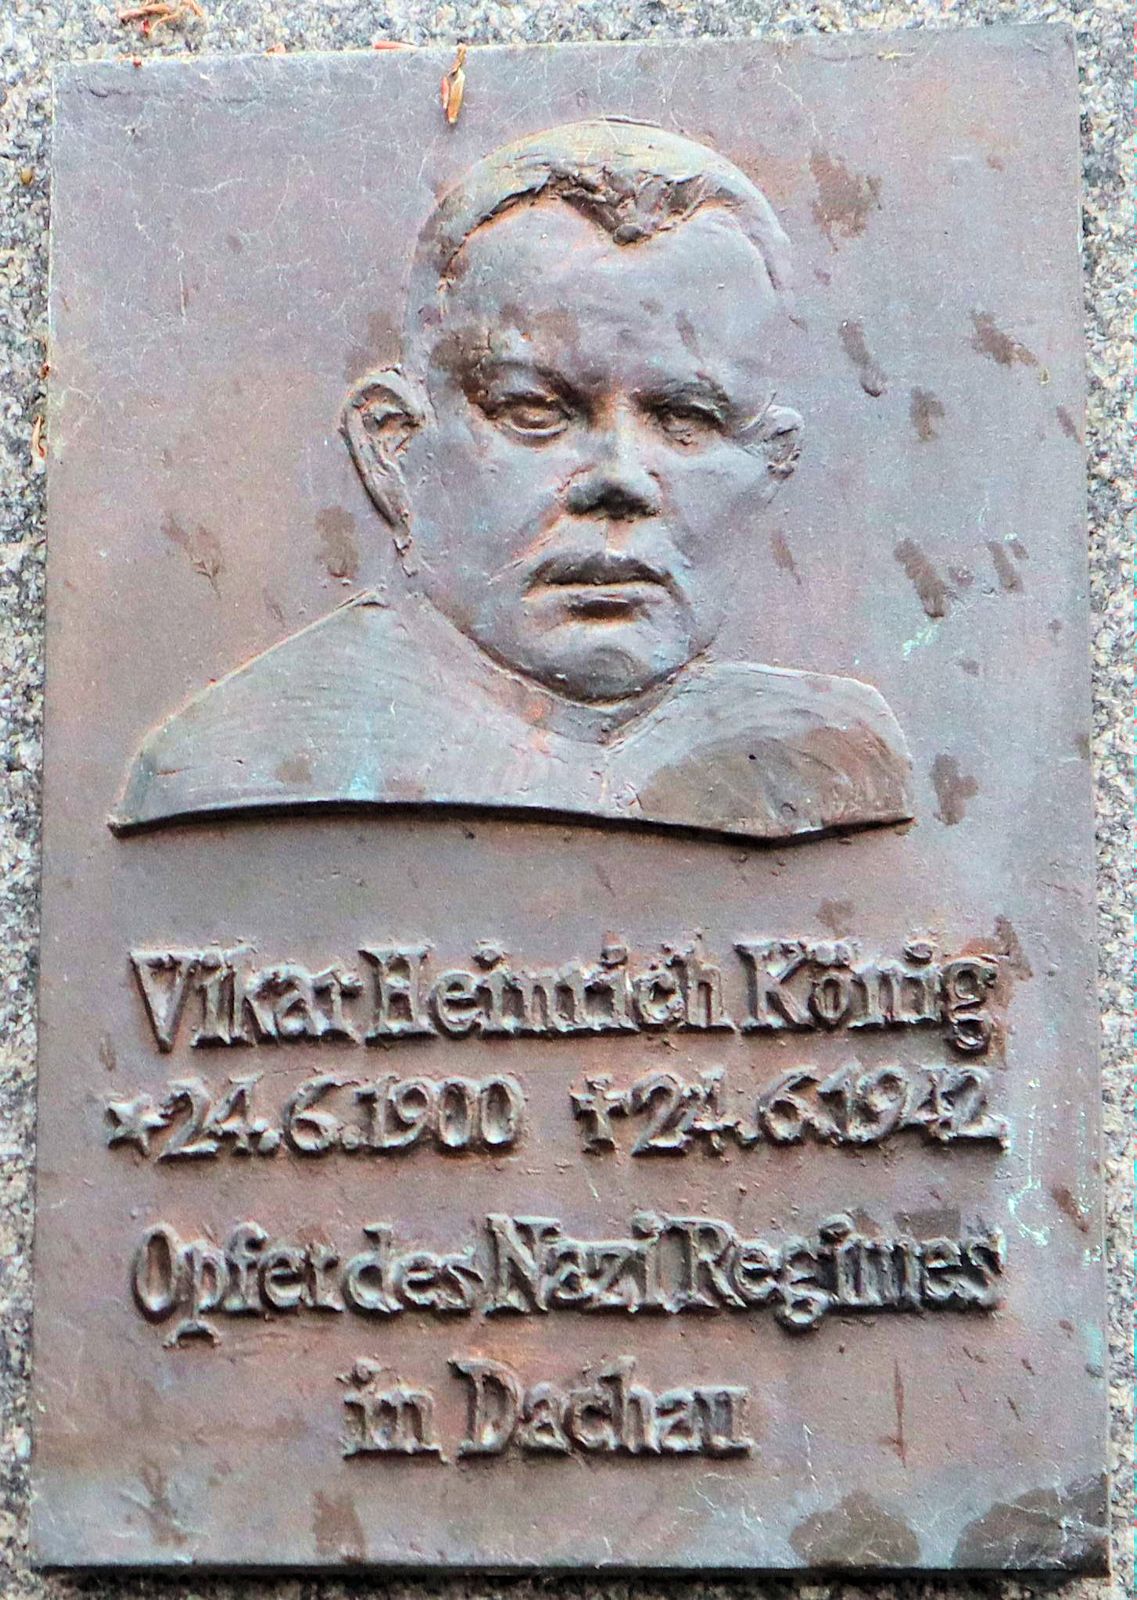 Vikar Heinrich König
*24.6.1900 †24.6.1942
Opfer des Nazi Regimes
in Dachau